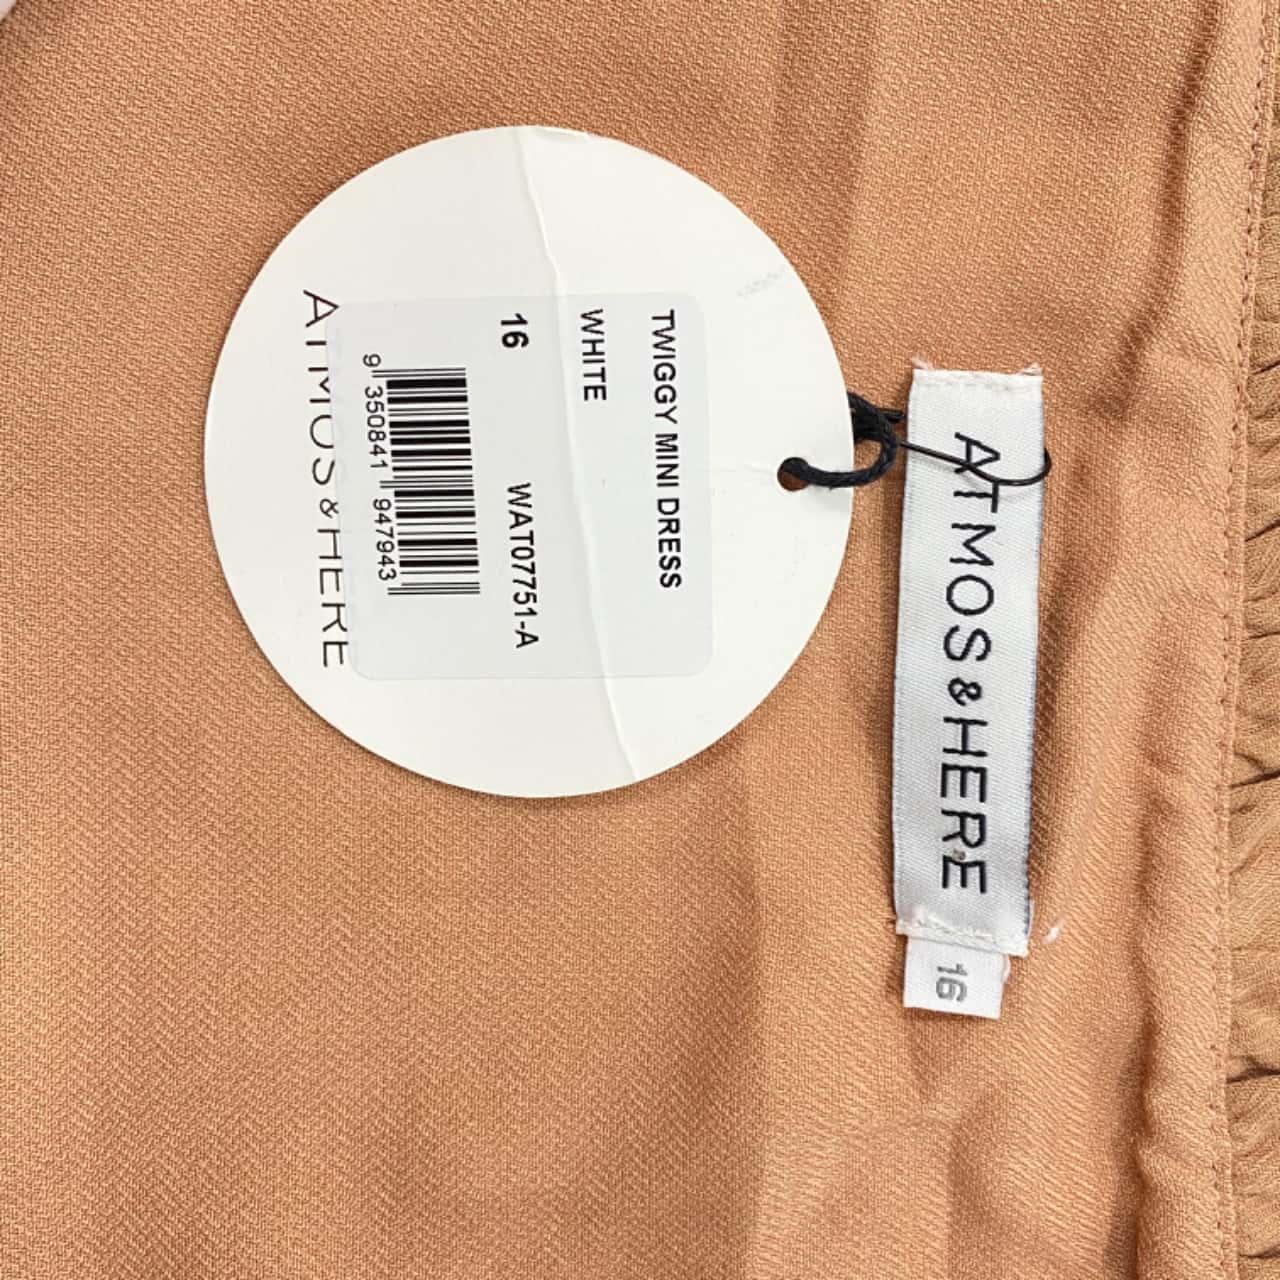 TWIGGY MINI DRESS
WHITE
16 WAT07751-A
9 350841 947943
ATMOS&HERE
ATMOS&HERE
16